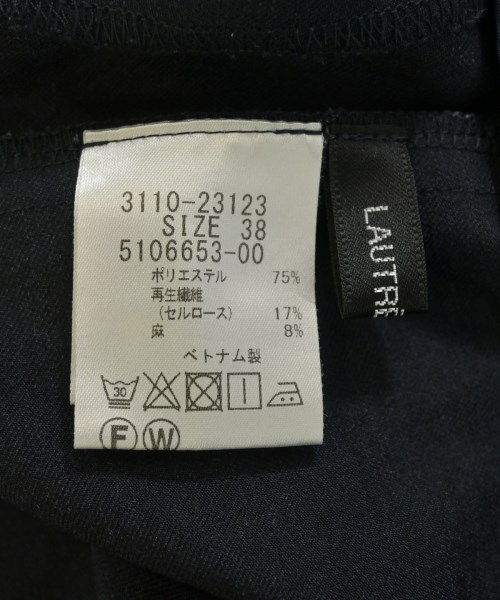 3110-23123
SIZE 38
5106653-00
ポリエステル 75%
再生繊維
(セルロース) 17%
麻 8%
ベトナム製
30
F W
LAUTRÉ